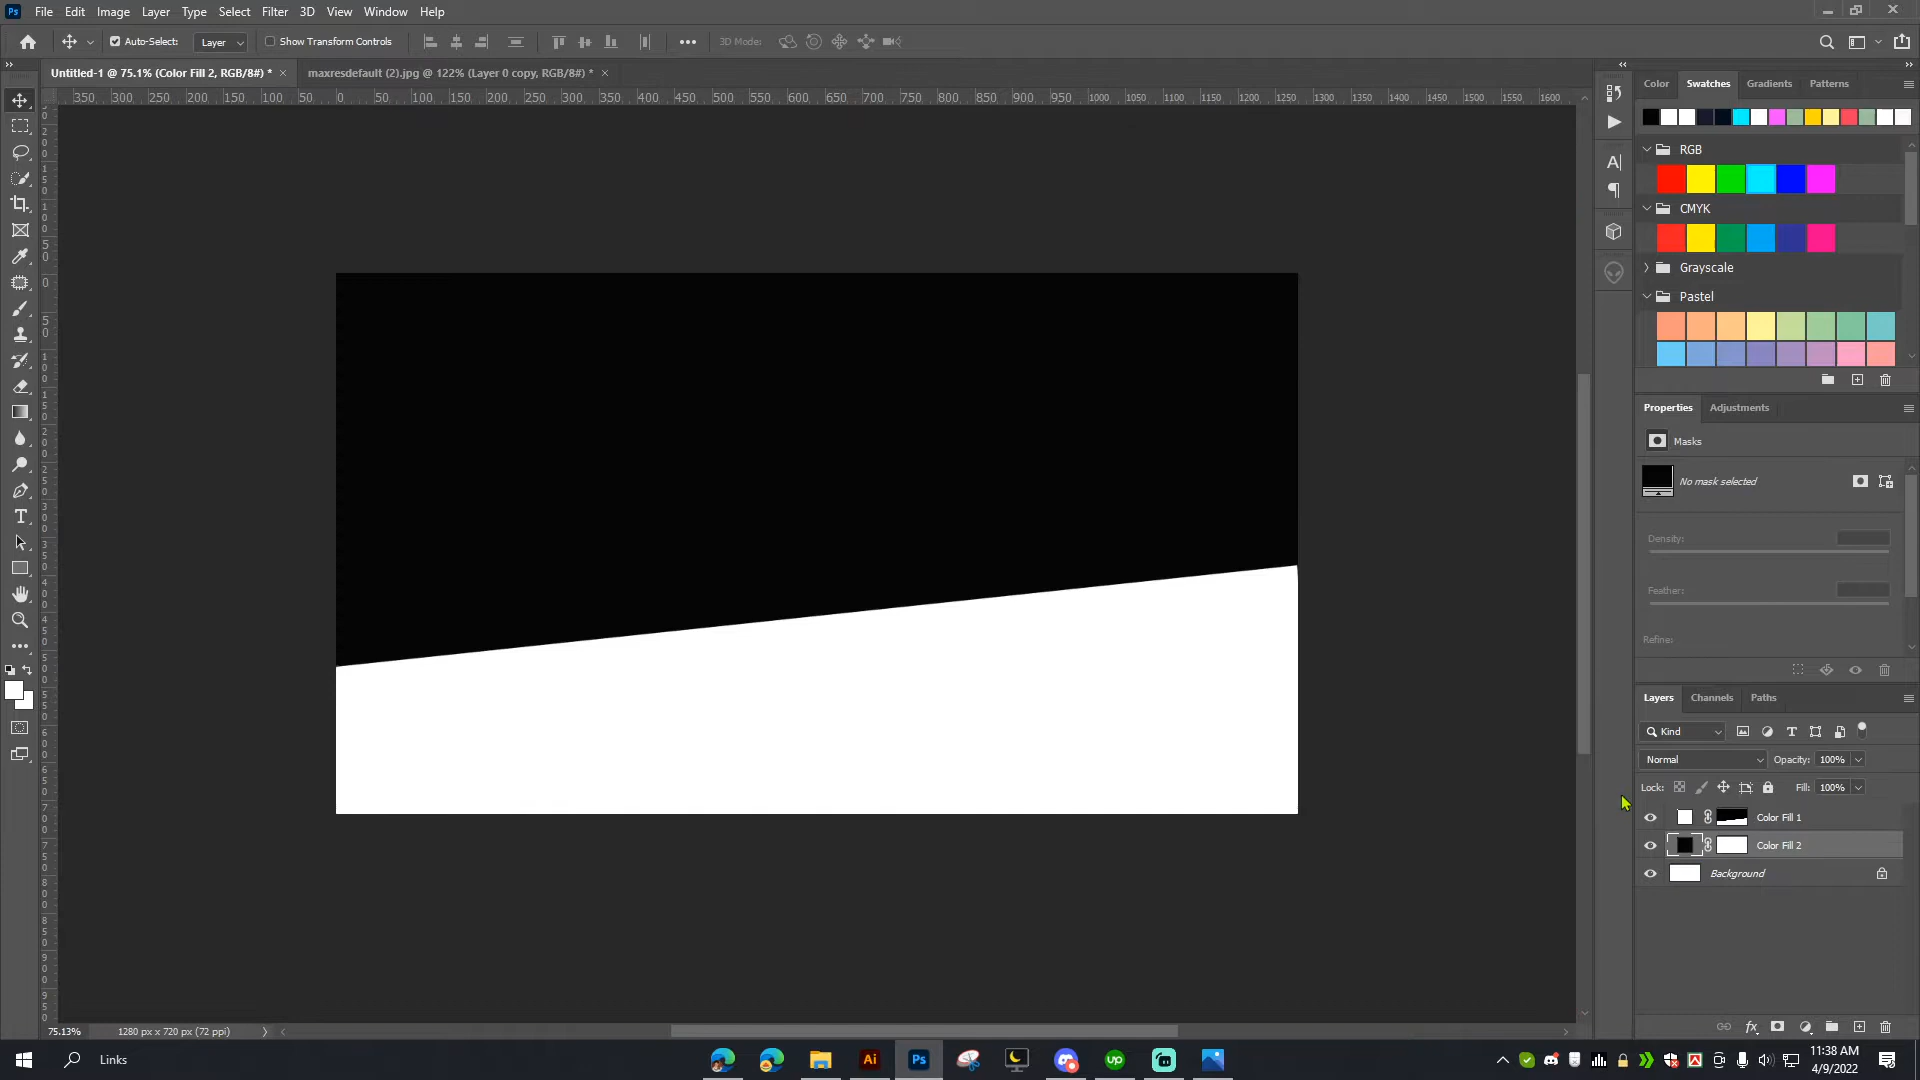 Ps File Edit Image Layer Type Select Filter 3D View Window Help
Auto-Select: Layer Show Transform Controls 3D Mode:
Untitled-1 @ 75.1% (Color Fill 2, RGB/8#) * maxresdefault (2).jpg @ 122% (Layer 0 copy, RGB/8#) *
350 300 250 200 150 100 50 0 50 100 150 200 250 300 350 400 450 500 550 600 650 700 750 800 850 900 950 1000 1050 1100 1150 1200 1250 1300 1350 1400 1450 1500 1550 1600
Color Swatches Gradients Patterns
RGB
CMYK
Grayscale
Pastel
Properties Adjustments
Masks
No mask selected
Density:
Feather:
Refine:
Layers Channels Paths
Kind
Normal Opacity: 100%
Lock: Fill: 100%
Color Fill 1
Color Fill 2
Background
75.13% 1280 px x 720 px (72 ppi)
Links
Ai Ps up
11:38 AM
4/9/2022